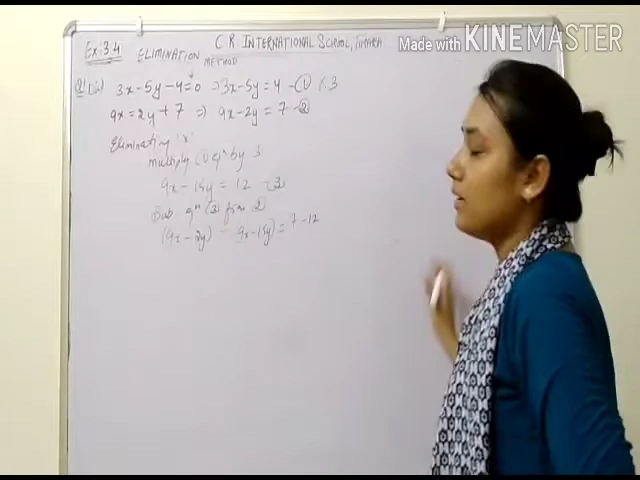 Ex: 3.4 ELIMINATION METHOD
C R INTERNATIONAL SCHOOL,
Made with KINEMASTER
3x - 5y - 4 = 0 ⇒ 3x - 5y = 4 - ① × 3
9x = 2y + 7 ⇒ 9x - 2y = 7 - ②
Eliminating 'x'
multiply ① eqn by 3
9x - 15y = 12 - ③
Sub eqn ③ from ②
(9x - 2y) - 9x - 15y) = 7 - 12